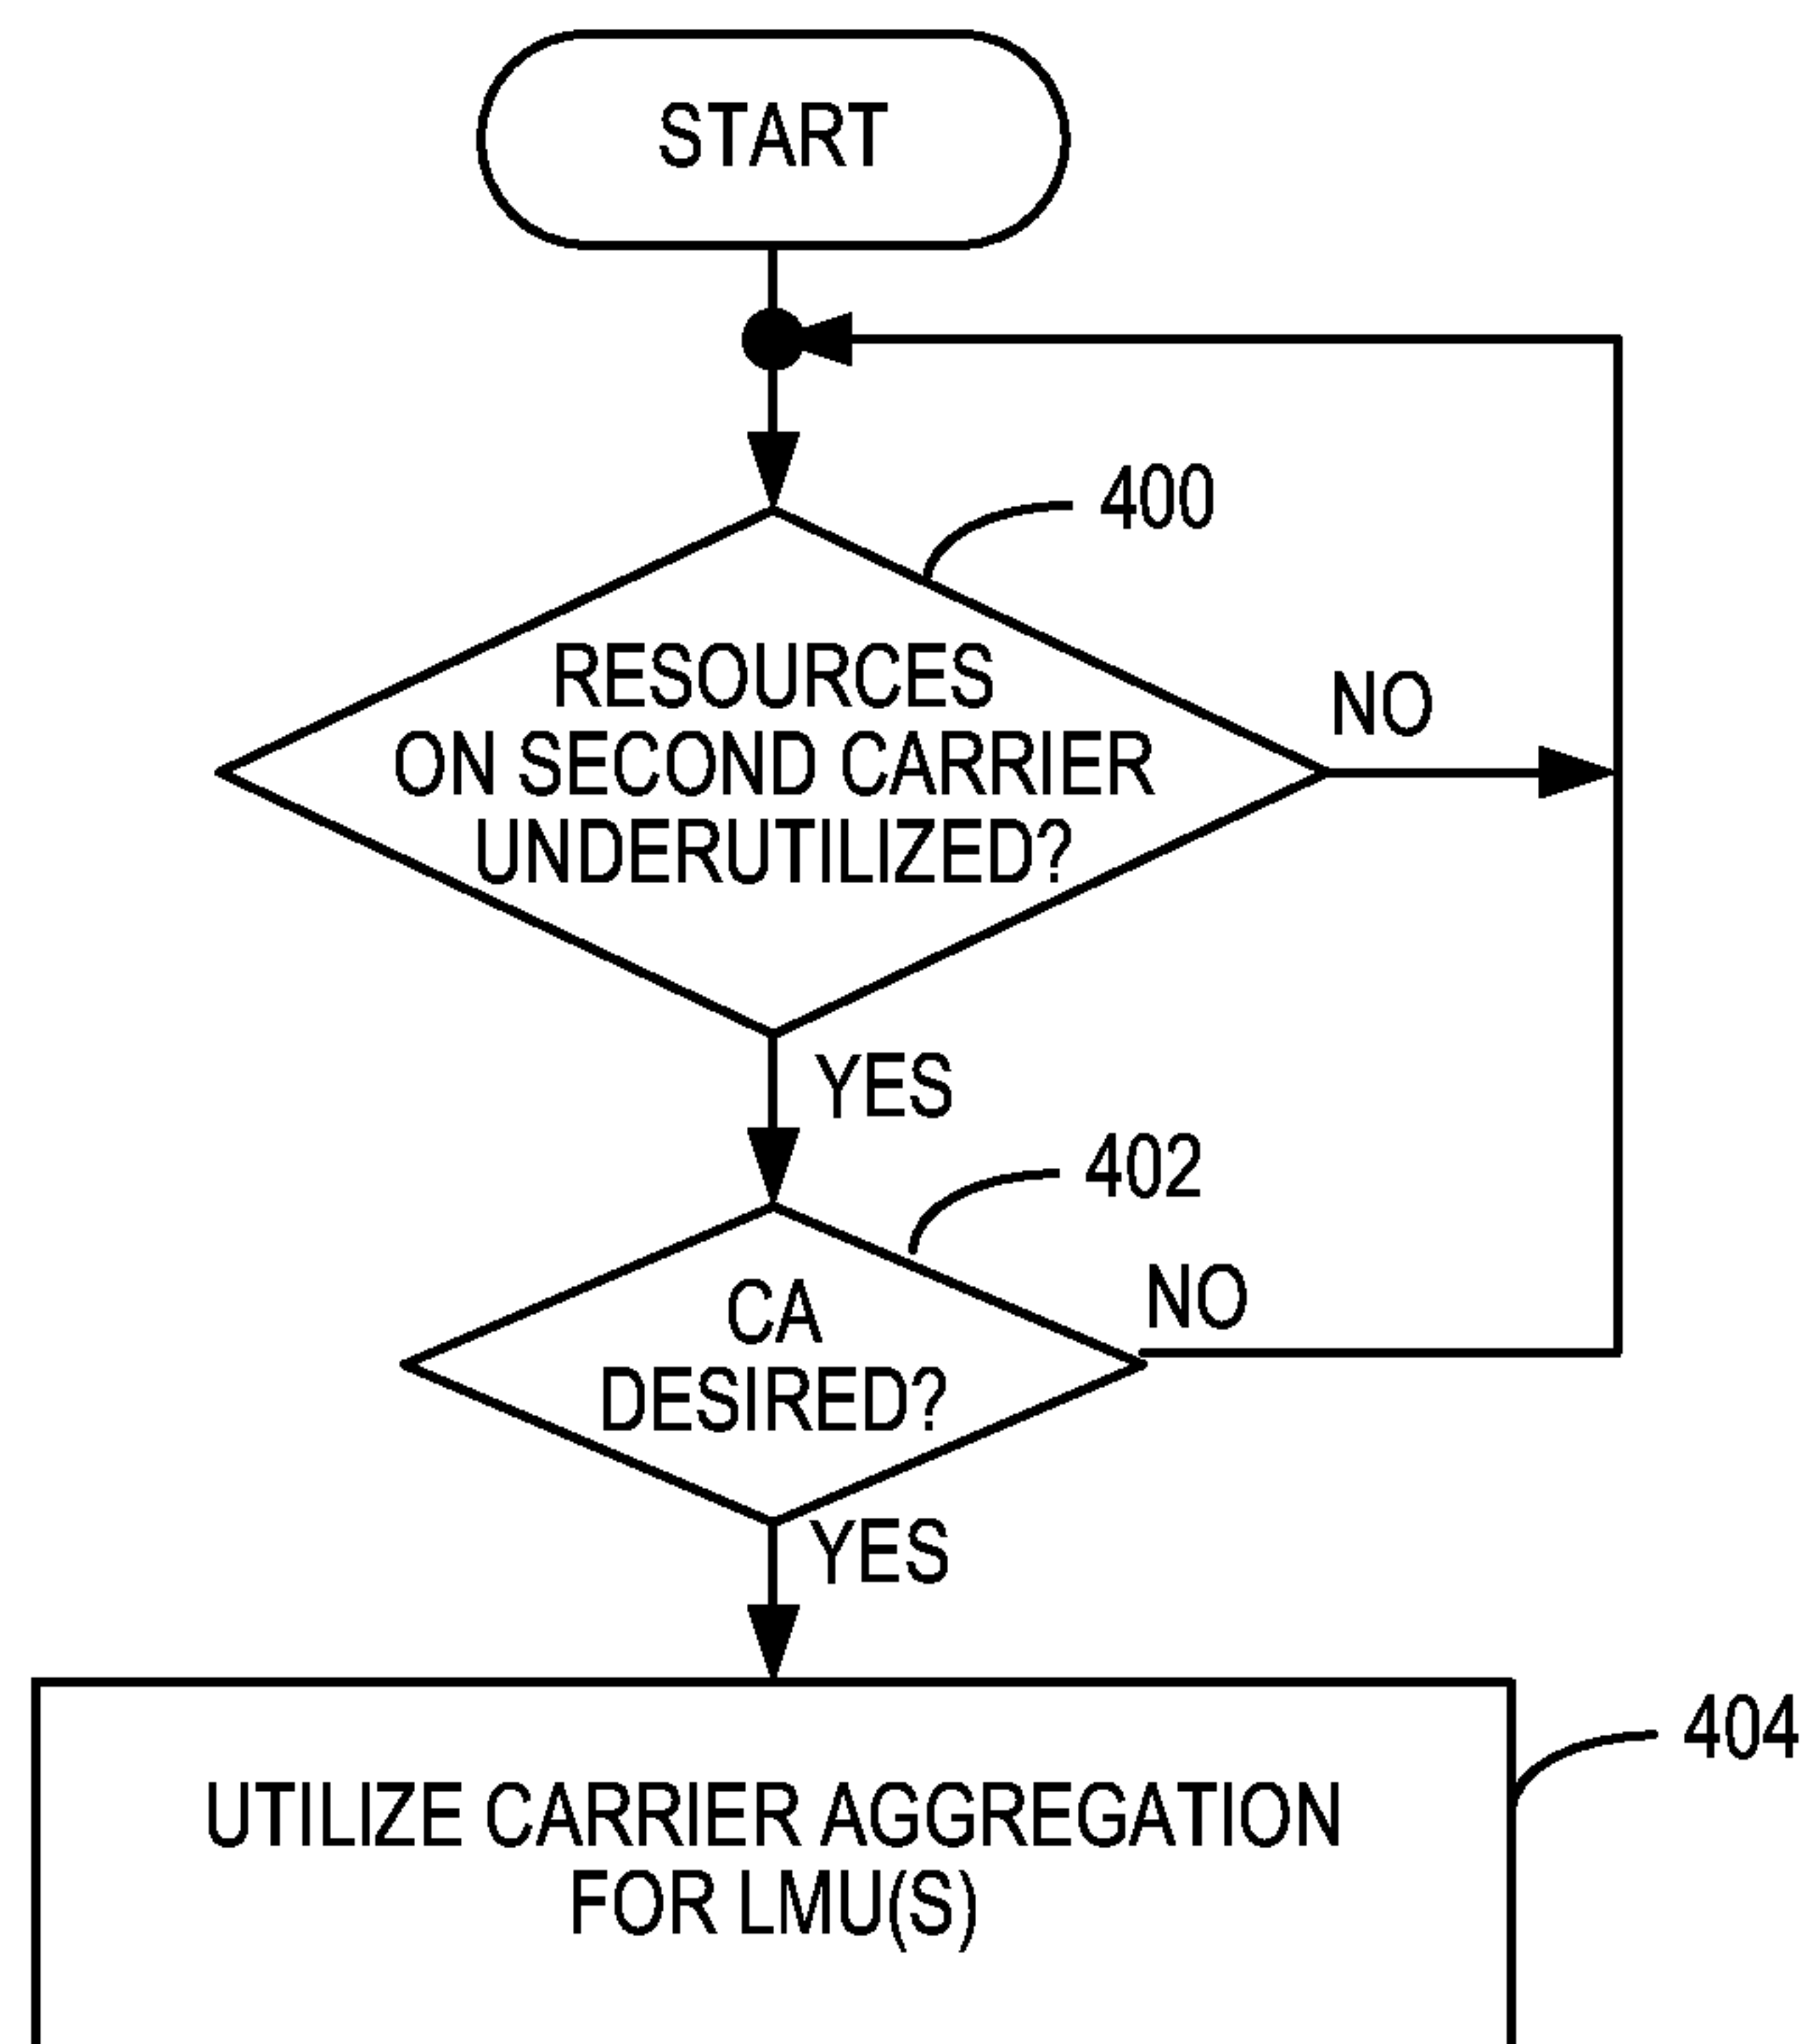 START
400
RESOURCES
ON SECOND CARRIER
UNDERUTILIZED?
NO
YES
402
CA
DESIRED?
NO
YES
404
UTILIZE CARRIER AGGREGATION
FOR LMU(S)